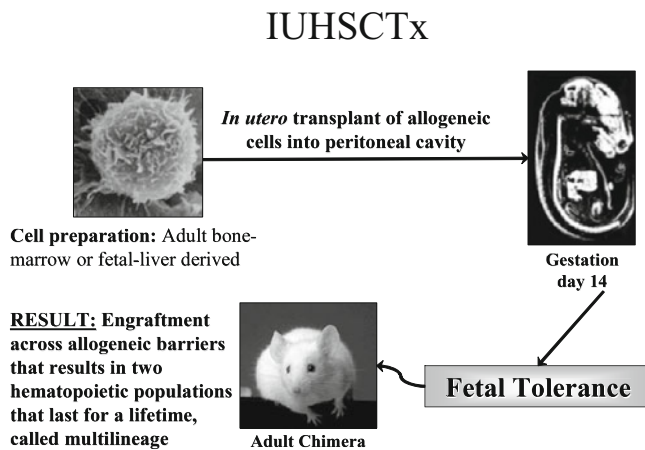 IUHSCTx
In utero transplant of allogeneic
cells into peritoneal cavity
Cell preparation: Adult bone-
marrow or fetal-liver derived
Gestation
day 14
Fetal Tolerance
RESULT: Engraftment
across allogeneic barriers
that results in two
hematopoietic populations
that last for a lifetime,
called multilineage
Adult Chimera